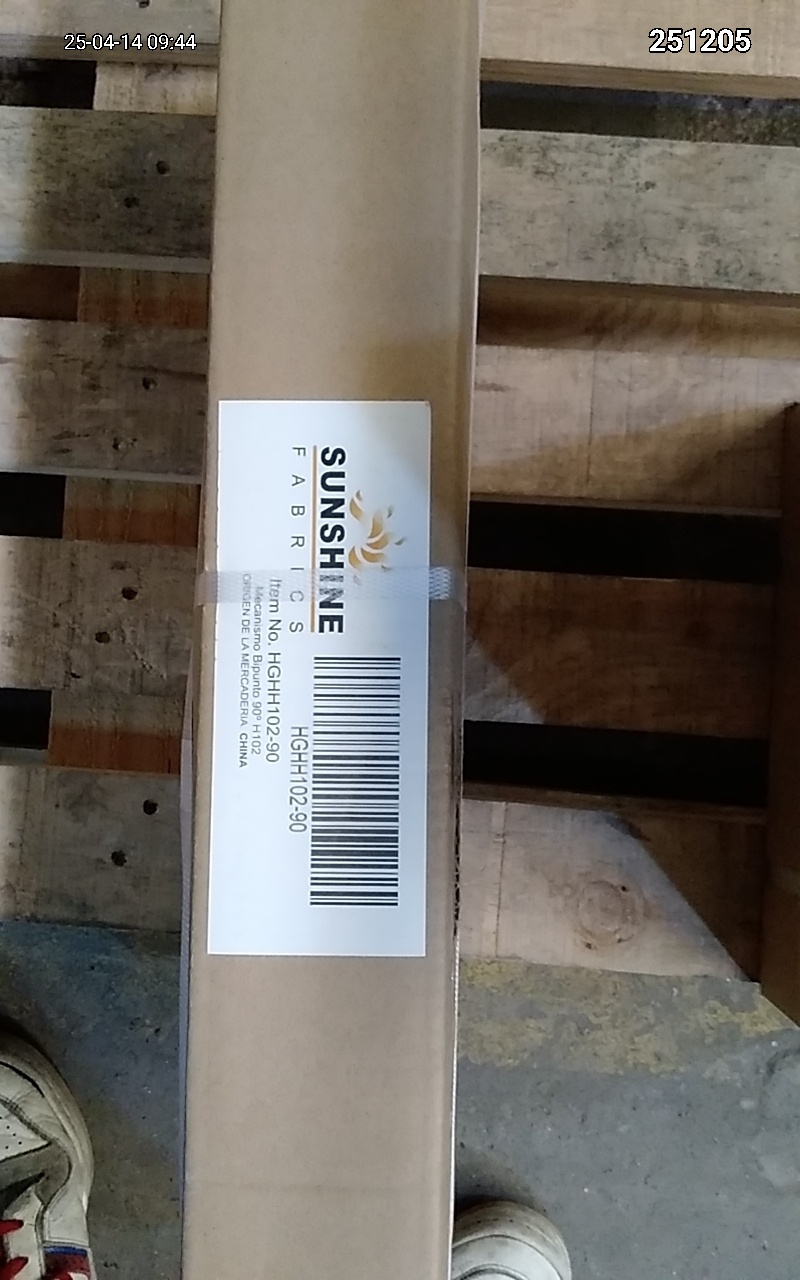 25-04-14 09:44
251205
SUNSHINE
FABRICS
HGHH102-90
Item No. HGHH102-90
Mecanismo Bipunto 90° H102
ORIGEN DE LA MERCADERIA CHINA